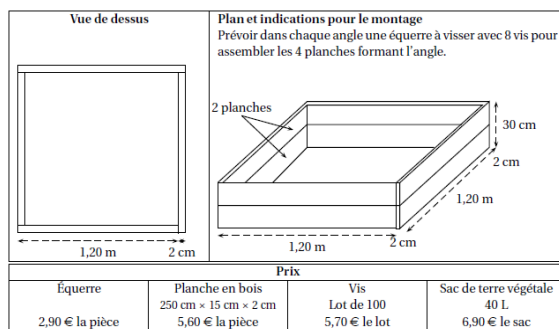 Vue de dessus
Plan et indications pour le montage
Prévoir dans chaque angle une équerre à visser avec 8 vis pour
assembler les 4 planches formant l'angle.
2 planches
30 cm
2 cm
1,20 m
1,20 m
2 cm
1,20 m
2 cm
Prix
Équerre
Planche en bois
Vis
Sac de terre végétale
250 cm × 15 cm × 2 cm
Lot de 100
40 L
2,90 € la pièce
5,60 € la pièce
5,70 € le lot
6,90 € le sac